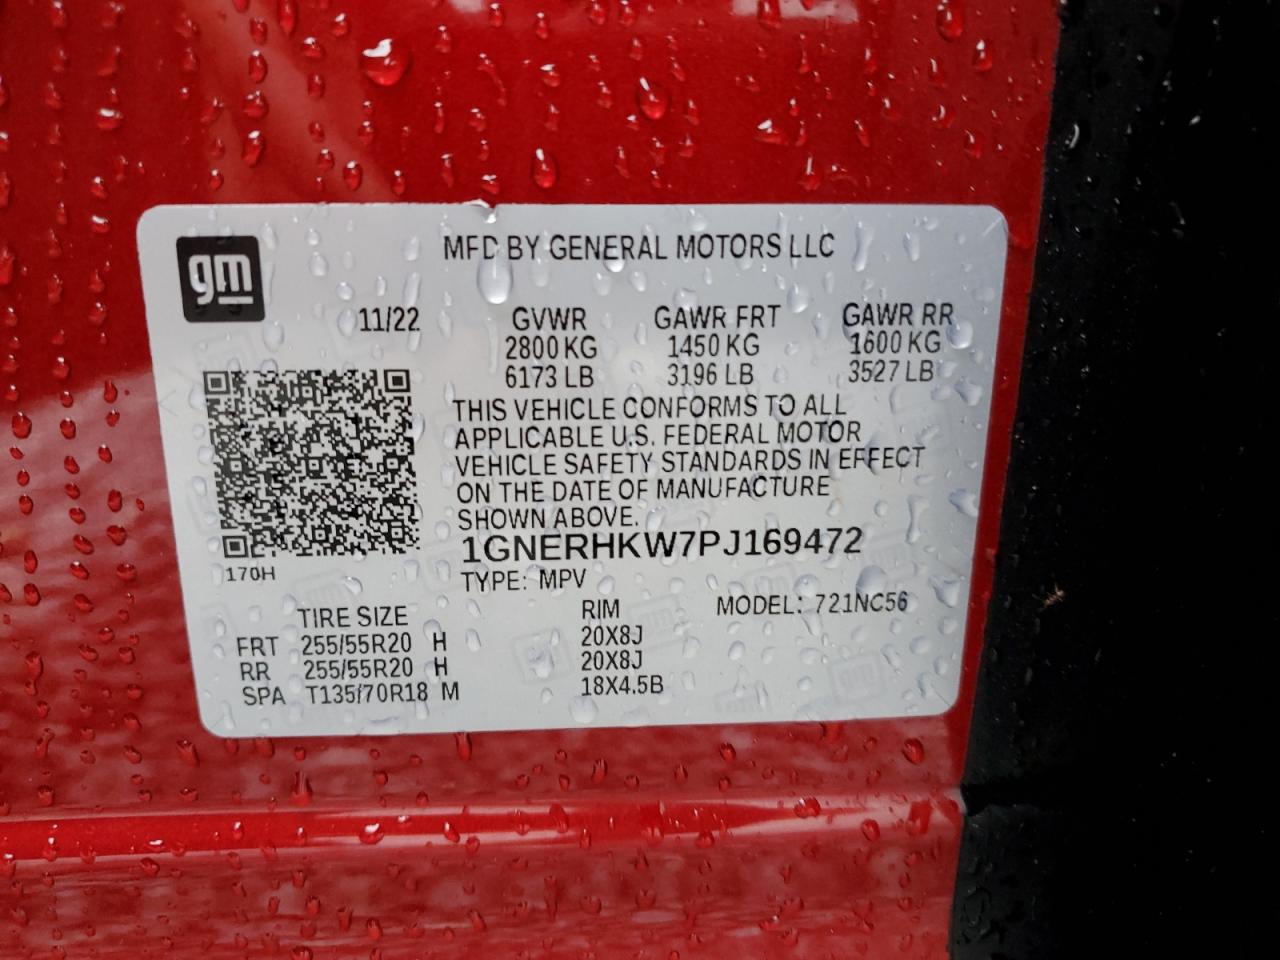 gm
MFD BY GENERAL MOTORS LLC
11/22 GVWR GAWR FRT GAWR RR
2800 KG 1450 KG 1600 KG
6173 LB 3196 LB 3527 LB
THIS VEHICLE CONFORMS TO ALL
APPLICABLE U.S. FEDERAL MOTOR
VEHICLE SAFETY STANDARDS IN EFFECT
ON THE DATE OF MANUFACTURE
SHOWN ABOVE.
1GNERHKW7PJ169472
170H
TYPE: MPV
TIRE SIZE RIM MODEL: 721NC56
FRT 255/55R20 H 20X8J
RR 255/55R20 H 20X8J
SPA T135/70R18 M 18X4.5B